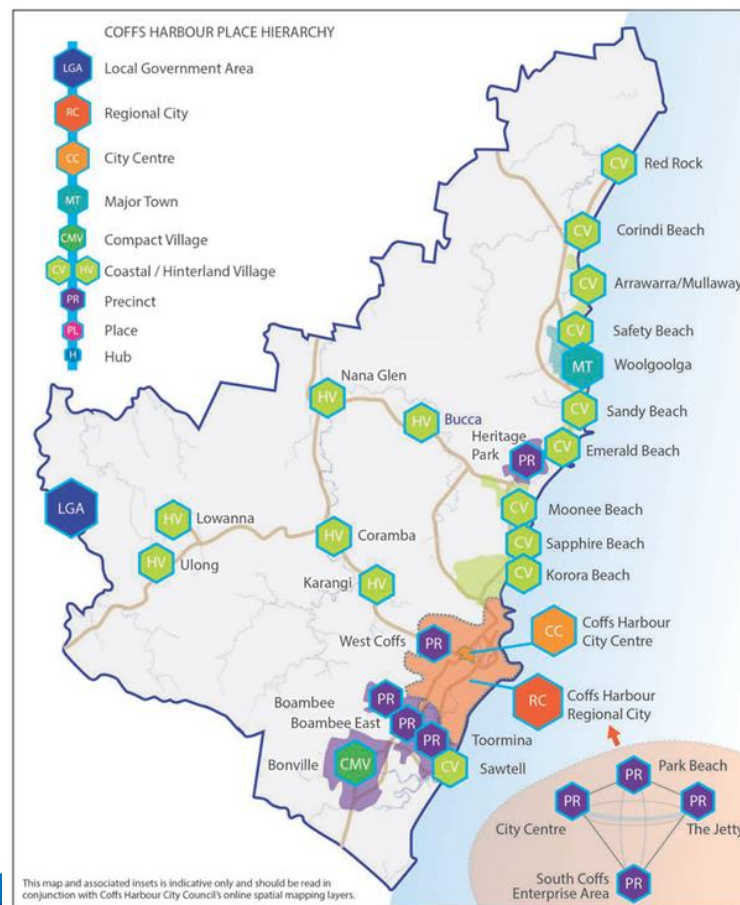 COFFS HARBOUR PLACE HIERARCHY
LGA Local Government Area
RC Regional City
CC City Centre
MT Major Town
CMV Compact Village
CV HV Coastal / Hinterland Village
PR Precinct
PL Place
H Hub
CV Red Rock
CV Corindi Beach
CV Arrawarra/Mullaway
CV Safety Beach
MT Woolgoolga
Nana Glen
HV
CV Sandy Beach
HV Bucca
Heritage
Park
PR
CV Emerald Beach
LGA
HV Lowanna
CV Moonee Beach
HV Coramba
CV Sapphire Beach
HV Ulong
Karangi HV
CV Korora Beach
CC Coffs Harbour
City Centre
West Coffs PR
RC Coffs Harbour
Regional City
Boambee PR
Boambee East PR
PR Toormina
Bonville CMV
CV Sawtell
PR Park Beach
City Centre PR
PR The Jetty
South Coffs
Enterprise Area
PR
This map and associated insets is indicative only and should be read in
conjunction with Coffs Harbour City Council's online spatial mapping layers.